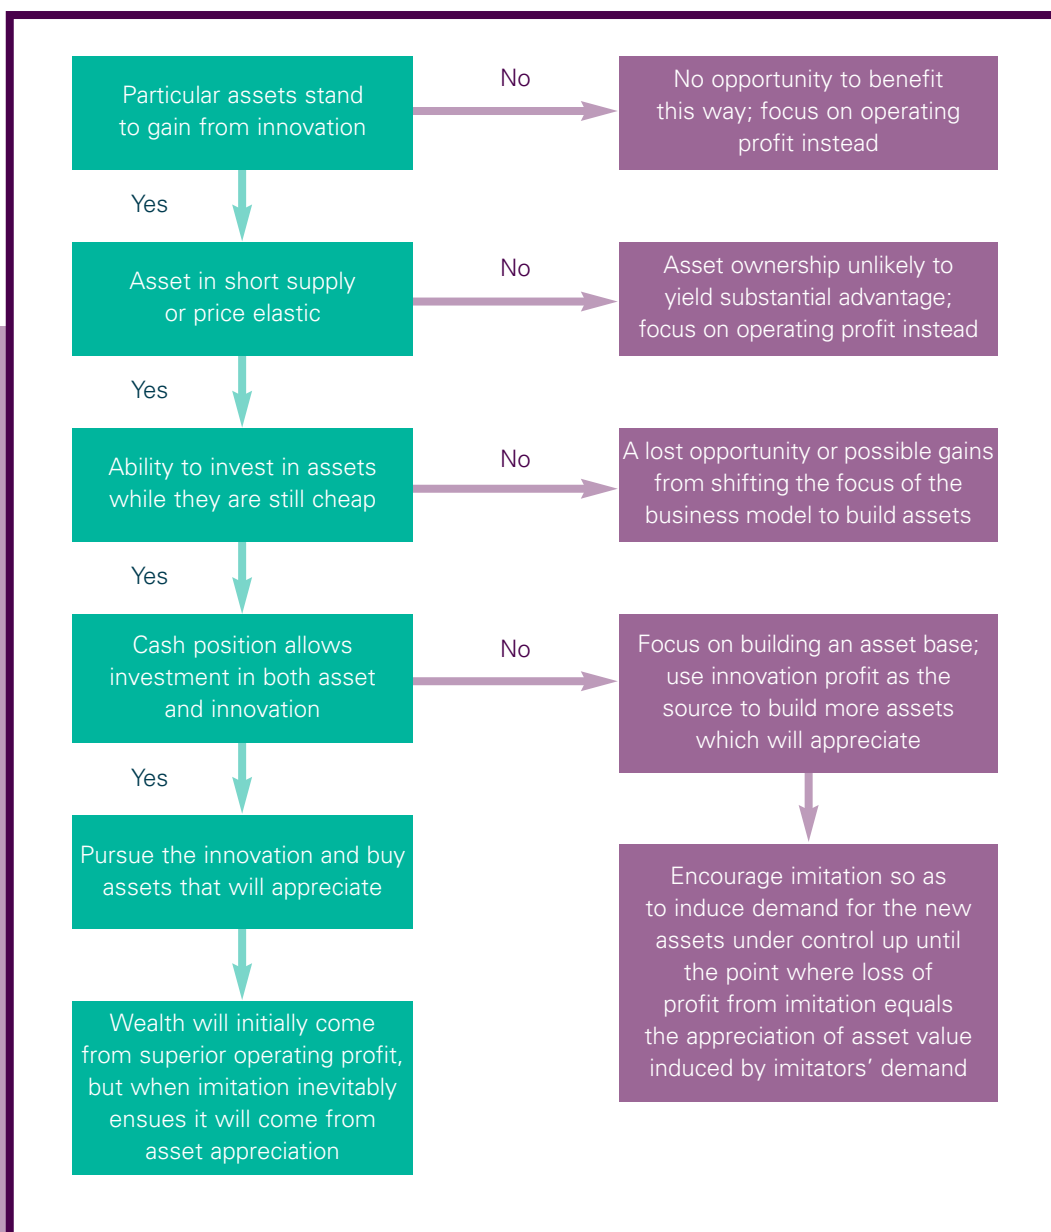 Particular assets stand
to gain from innovation
No
No opportunity to benefit
this way; focus on operating
profit instead
Yes
Asset in short supply
or price elastic
No
Asset ownership unlikely to
yield substantial advantage;
focus on operating profit instead
Yes
Ability to invest in assets
while they are still cheap
No
A lost opportunity or possible gains
from shifting the focus of the
business model to build assets
Yes
Cash position allows
investment in both asset
and innovation
No
Focus on building an asset base;
use innovation profit as the
source to build more assets
which will appreciate
Yes
Pursue the innovation and buy
assets that will appreciate
Encourage imitation so as
to induce demand for the new
assets under control up until
the point where loss of
profit from imitation equals
the appreciation of asset value
induced by imitators’ demand
Wealth will initially come
from superior operating profit,
but when imitation inevitably
ensues it will come from
asset appreciation